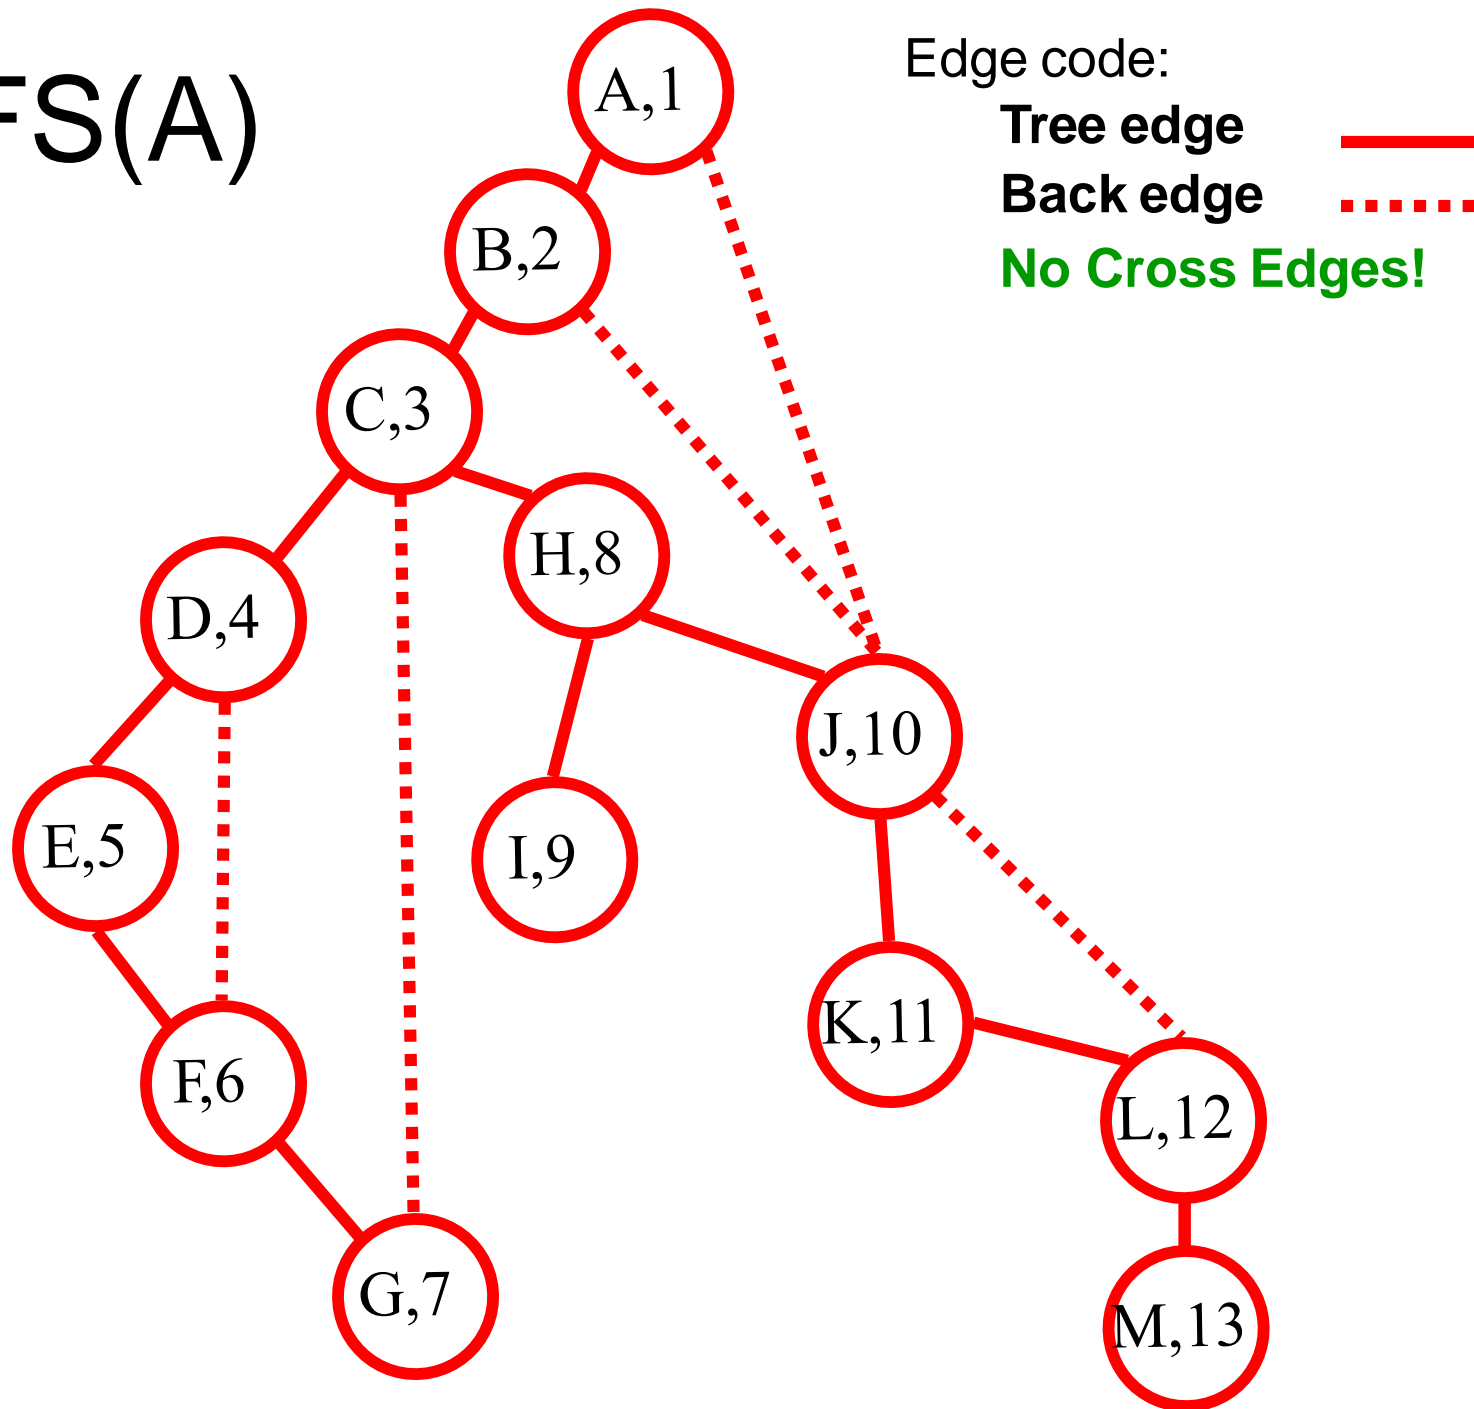 FS(A)
Edge code:
Tree edge
Back edge
No Cross Edges!
A,1
B,2
C,3
H,8
D,4
J,10
E,5
I,9
K,11
F,6
L,12
G,7
M,13